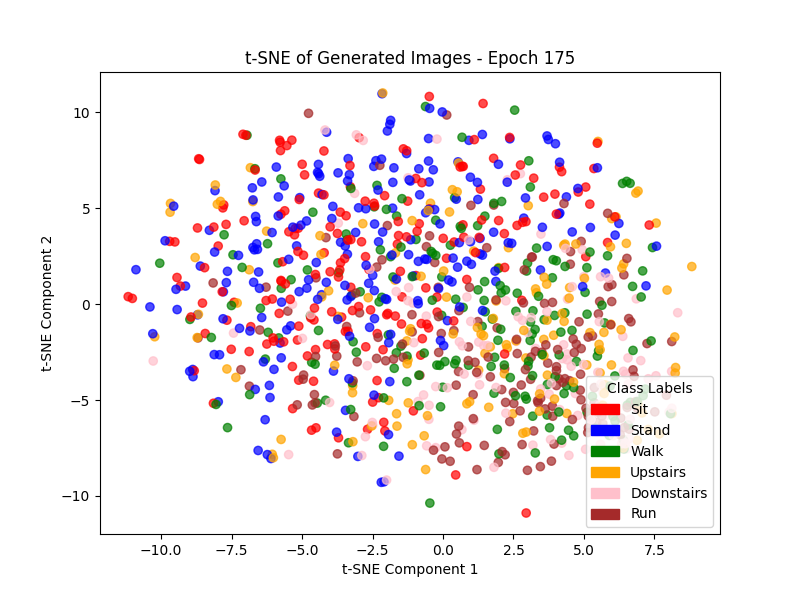 t-SNE of Generated Images - Epoch 175
t-SNE Component 2
10
5
0
−5
−10
Class Labels
Sit
Stand
Walk
Upstairs
Downstairs
Run
−10.0 −7.5 −5.0 −2.5 0.0 2.5 5.0 7.5
t-SNE Component 1